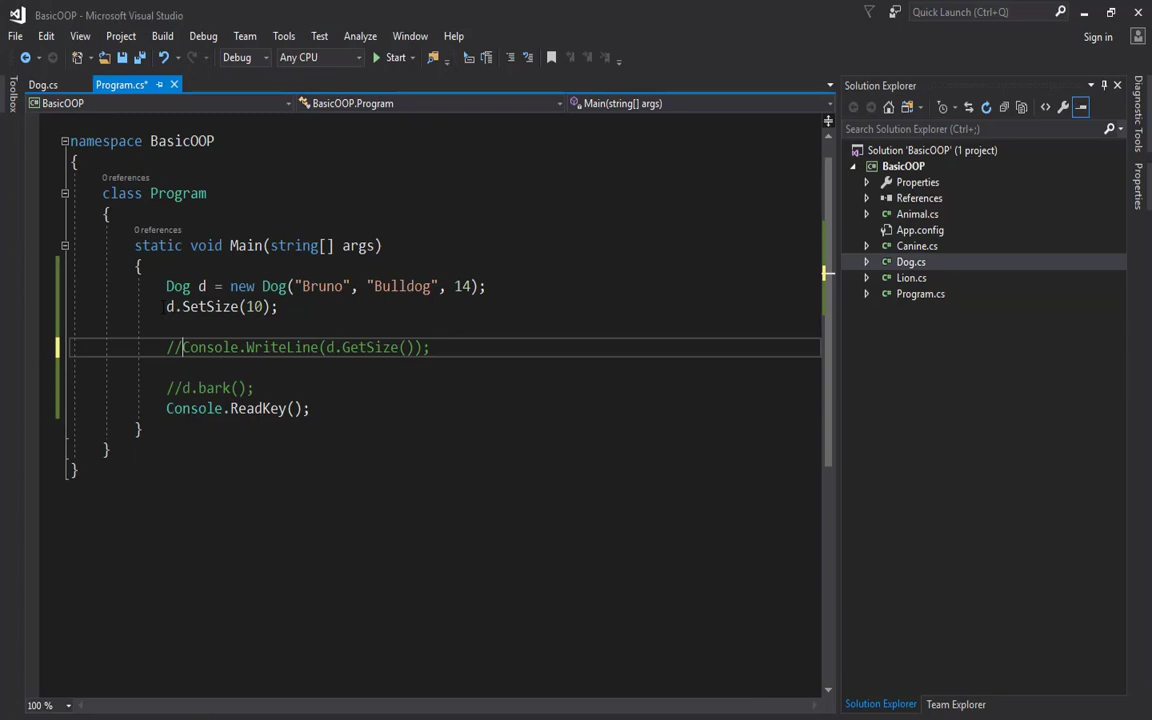 BasicOOP - Microsoft Visual Studio
Quick Launch (Ctrl+Q)
File Edit View Project Build Debug Team Tools Test Analyze Window Help
Sign in
Debug Any CPU Start
Toolbox
Dog.cs Program.cs*
BasicOOP BasicOOP.Program Main(string[] args)
namespace BasicOOP
{
0 references
class Program
{
0 references
static void Main(string[] args)
{
Dog d = new Dog("Bruno", "Bulldog", 14);
d.SetSize(10);
//Console.WriteLine(d.GetSize());
//d.bark();
Console.ReadKey();
}
}
}
100 %
Solution Explorer
Search Solution Explorer (Ctrl+;)
Solution 'BasicOOP' (1 project)
BasicOOP
Properties
References
Animal.cs
App.config
Canine.cs
Dog.cs
Lion.cs
Program.cs
Solution Explorer Team Explorer
Diagnostic Tools
Properties